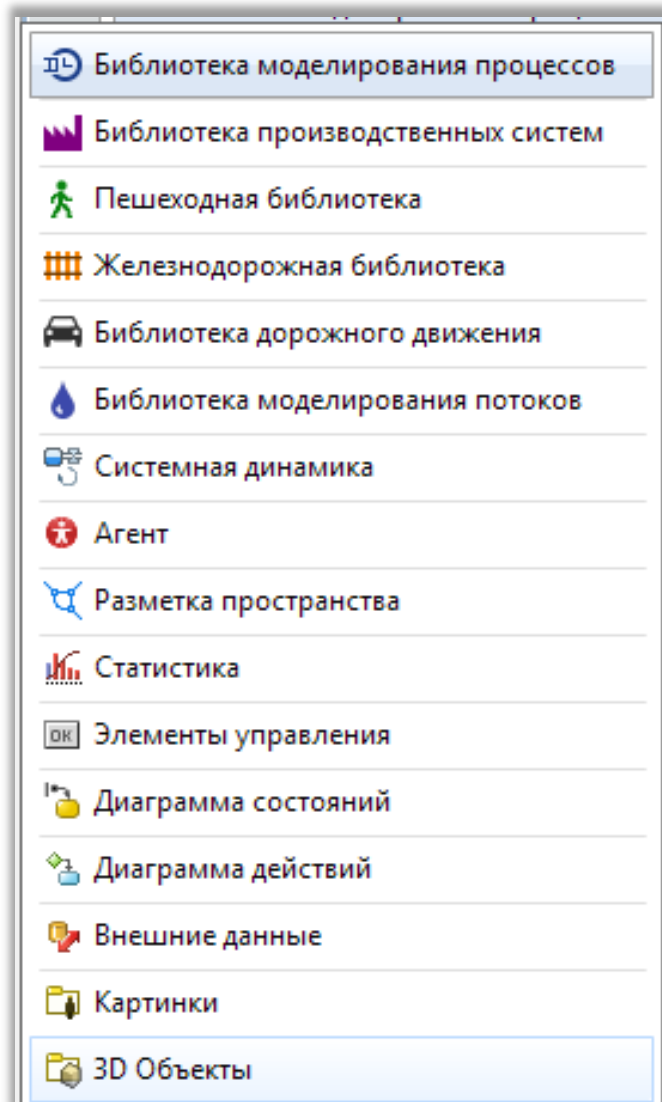 Библиотека моделирования процессов
Библиотека производственных систем
Пешеходная библиотека
Железнодорожная библиотека
Библиотека дорожного движения
Библиотека моделирования потоков
Системная динамика
Агент
Разметка пространства
Статистика
OK Элементы управления
Диаграмма состояний
Диаграмма действий
Внешние данные
Картинки
3D Объекты